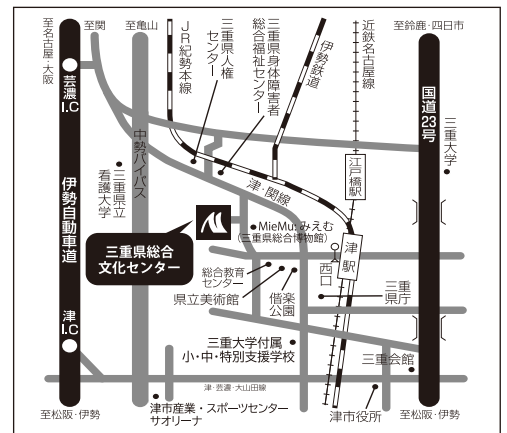 至名古屋・大阪
至関
至亀山
JR紀勢本線
三重県人権
センター
三重県身体障害者
総合福祉センター
伊勢鉄道
近鉄名古屋線
至鈴鹿・四日市
芸濃
I.C
国道23号
三重大学
中勢バイパス
三重県立
看護大学
江戸橋駅
津・関線
伊勢自動車道
MieMu: みえむ
(三重県総合博物館)
三重県総合
文化センター
津駅
西口
総合教育
センター
県立美術館
偕楽
公園
三重
県庁
津
I.C
三重大学付属
小・中・特別支援学校
三重会館
津・芸濃・大山田線
至松阪・伊勢
津市産業・スポーツセンター
サオリーナ
津市役所
至松阪・伊勢